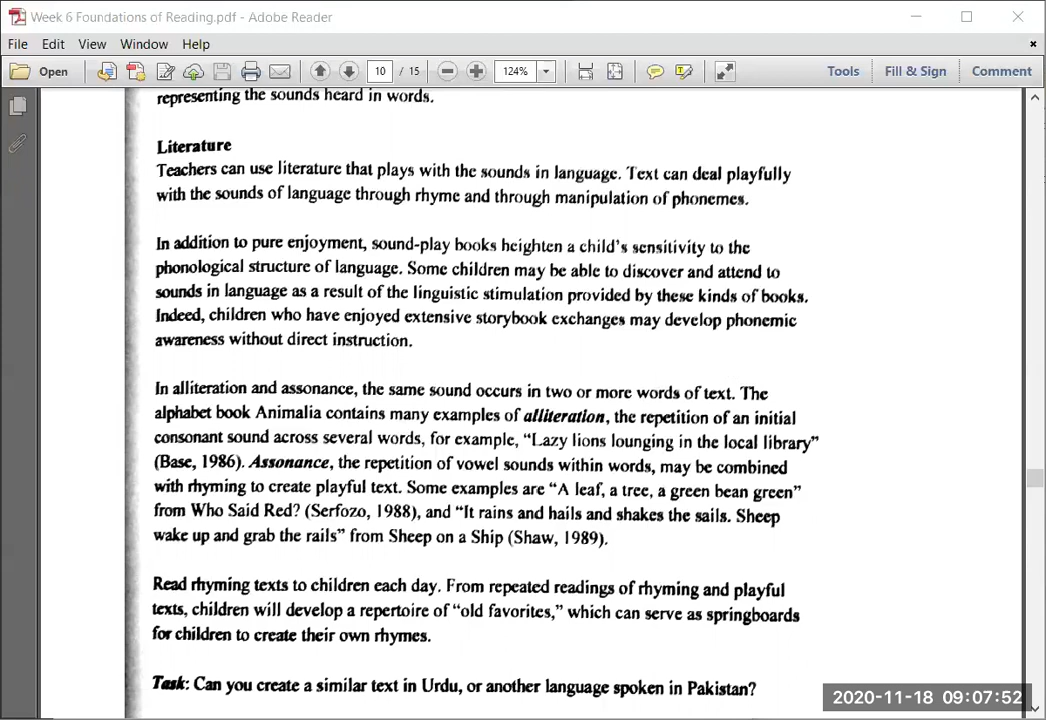 Week 6 Foundations of Reading.pdf - Adobe Reader
File Edit View Window Help
Open 10 / 15 124% Tools Fill & Sign Comment
representing the sounds heard in words.
Literature
Teachers can use literature that plays with the sounds in language. Text can deal playfully
with the sounds of language through rhyme and through manipulation of phonemes.
In addition to pure enjoyment, sound-play books heighten a child's sensitivity to the
phonological structure of language. Some children may be able to discover and attend to
sounds in language as a result of the linguistic stimulation provided by these kinds of books.
Indeed, children who have enjoyed extensive storybook exchanges may develop phonemic
awareness without direct instruction.
In alliteration and assonance, the same sound occurs in two or more words of text. The
alphabet book Animalia contains many examples of alliteration, the repetition of an initial
consonant sound across several words, for example, "Lazy lions lounging in the local library"
(Base, 1986). Assonance, the repetition of vowel sounds within words, may be combined
with rhyming to create playful text. Some examples are "A leaf, a tree, a green bean green"
from Who Said Red? (Serfozo, 1988), and "It rains and hails and shakes the sails. Sheep
wake up and grab the rails" from Sheep on a Ship (Shaw, 1989).
Read rhyming texts to children each day. From repeated readings of rhyming and playful
texts, children will develop a repertoire of "old favorites," which can serve as springboards
for children to create their own rhymes.
Task: Can you create a similar text in Urdu, or another language spoken in Pakistan?
2020-11-18 09:07:52